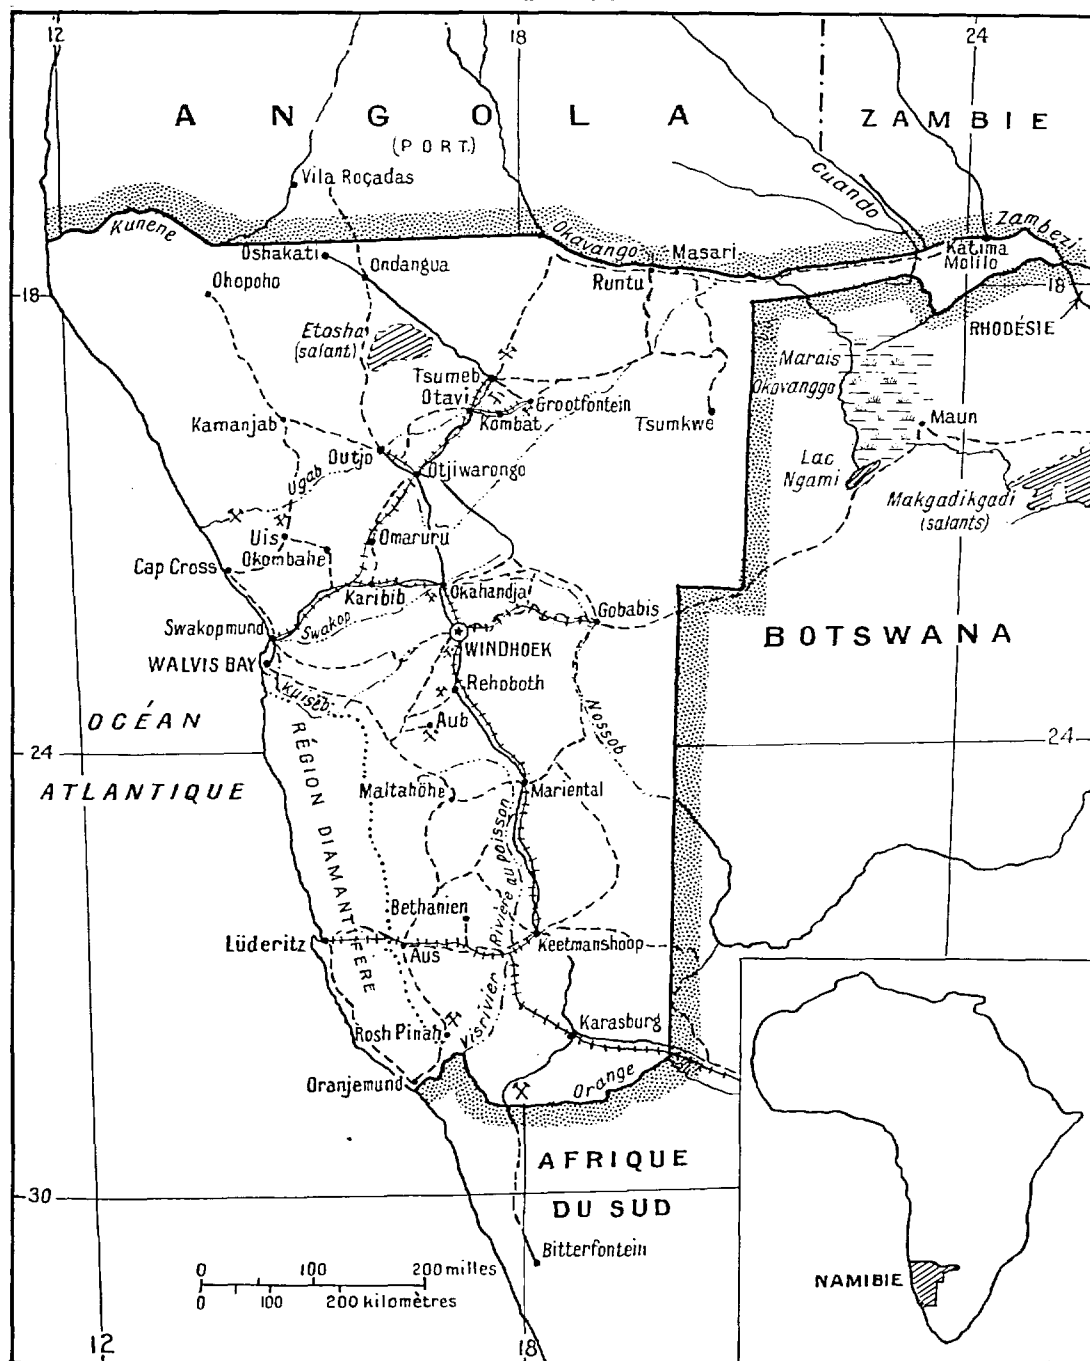 12
18
24
ANGOLA
(PORT.)
ZAMBIE
Vila Roçadas
Cuando
Zambezi
Kunene
Okavango
Oshakati
Ondangua
Masari
Runtu
Katima
Molilo
Ohopoho
18
18
Etosha
(salant)
RHODÉSIE
Marais
Okovanggo
Tsumeb
Otavi
Grootfontein
Kombat
Tsumkwe
Maun
Kamanjab
Outjo
Otjiwarongo
Ugab
Lac
Ngami
Makgadikgadi
(salants)
Uis
Okombahe
Omaruru
Cap Cross
Karibib
Okahandja
Gobabis
Swakopmund
Swakop
WINDHOEK
BOTSWANA
WALVIS BAY
Kuiseb
Rehoboth
Aub
Nossob
OCÉAN
ATLANTIQUE
24
24
RÉGION DIAMANTIFÈRE
Maltahöhe
Mariental
Rivière au poisson
Bethanien
Lüderitz
Aus
Keetmanshoop
Visrivier
Rosh Pinah
Karasburg
Oranjemund
Orange
AFRIQUE
DU SUD
30
Bitterfontein
0 100 200 milles
0 100 200 kilomètres
12
18
NAMIBIE